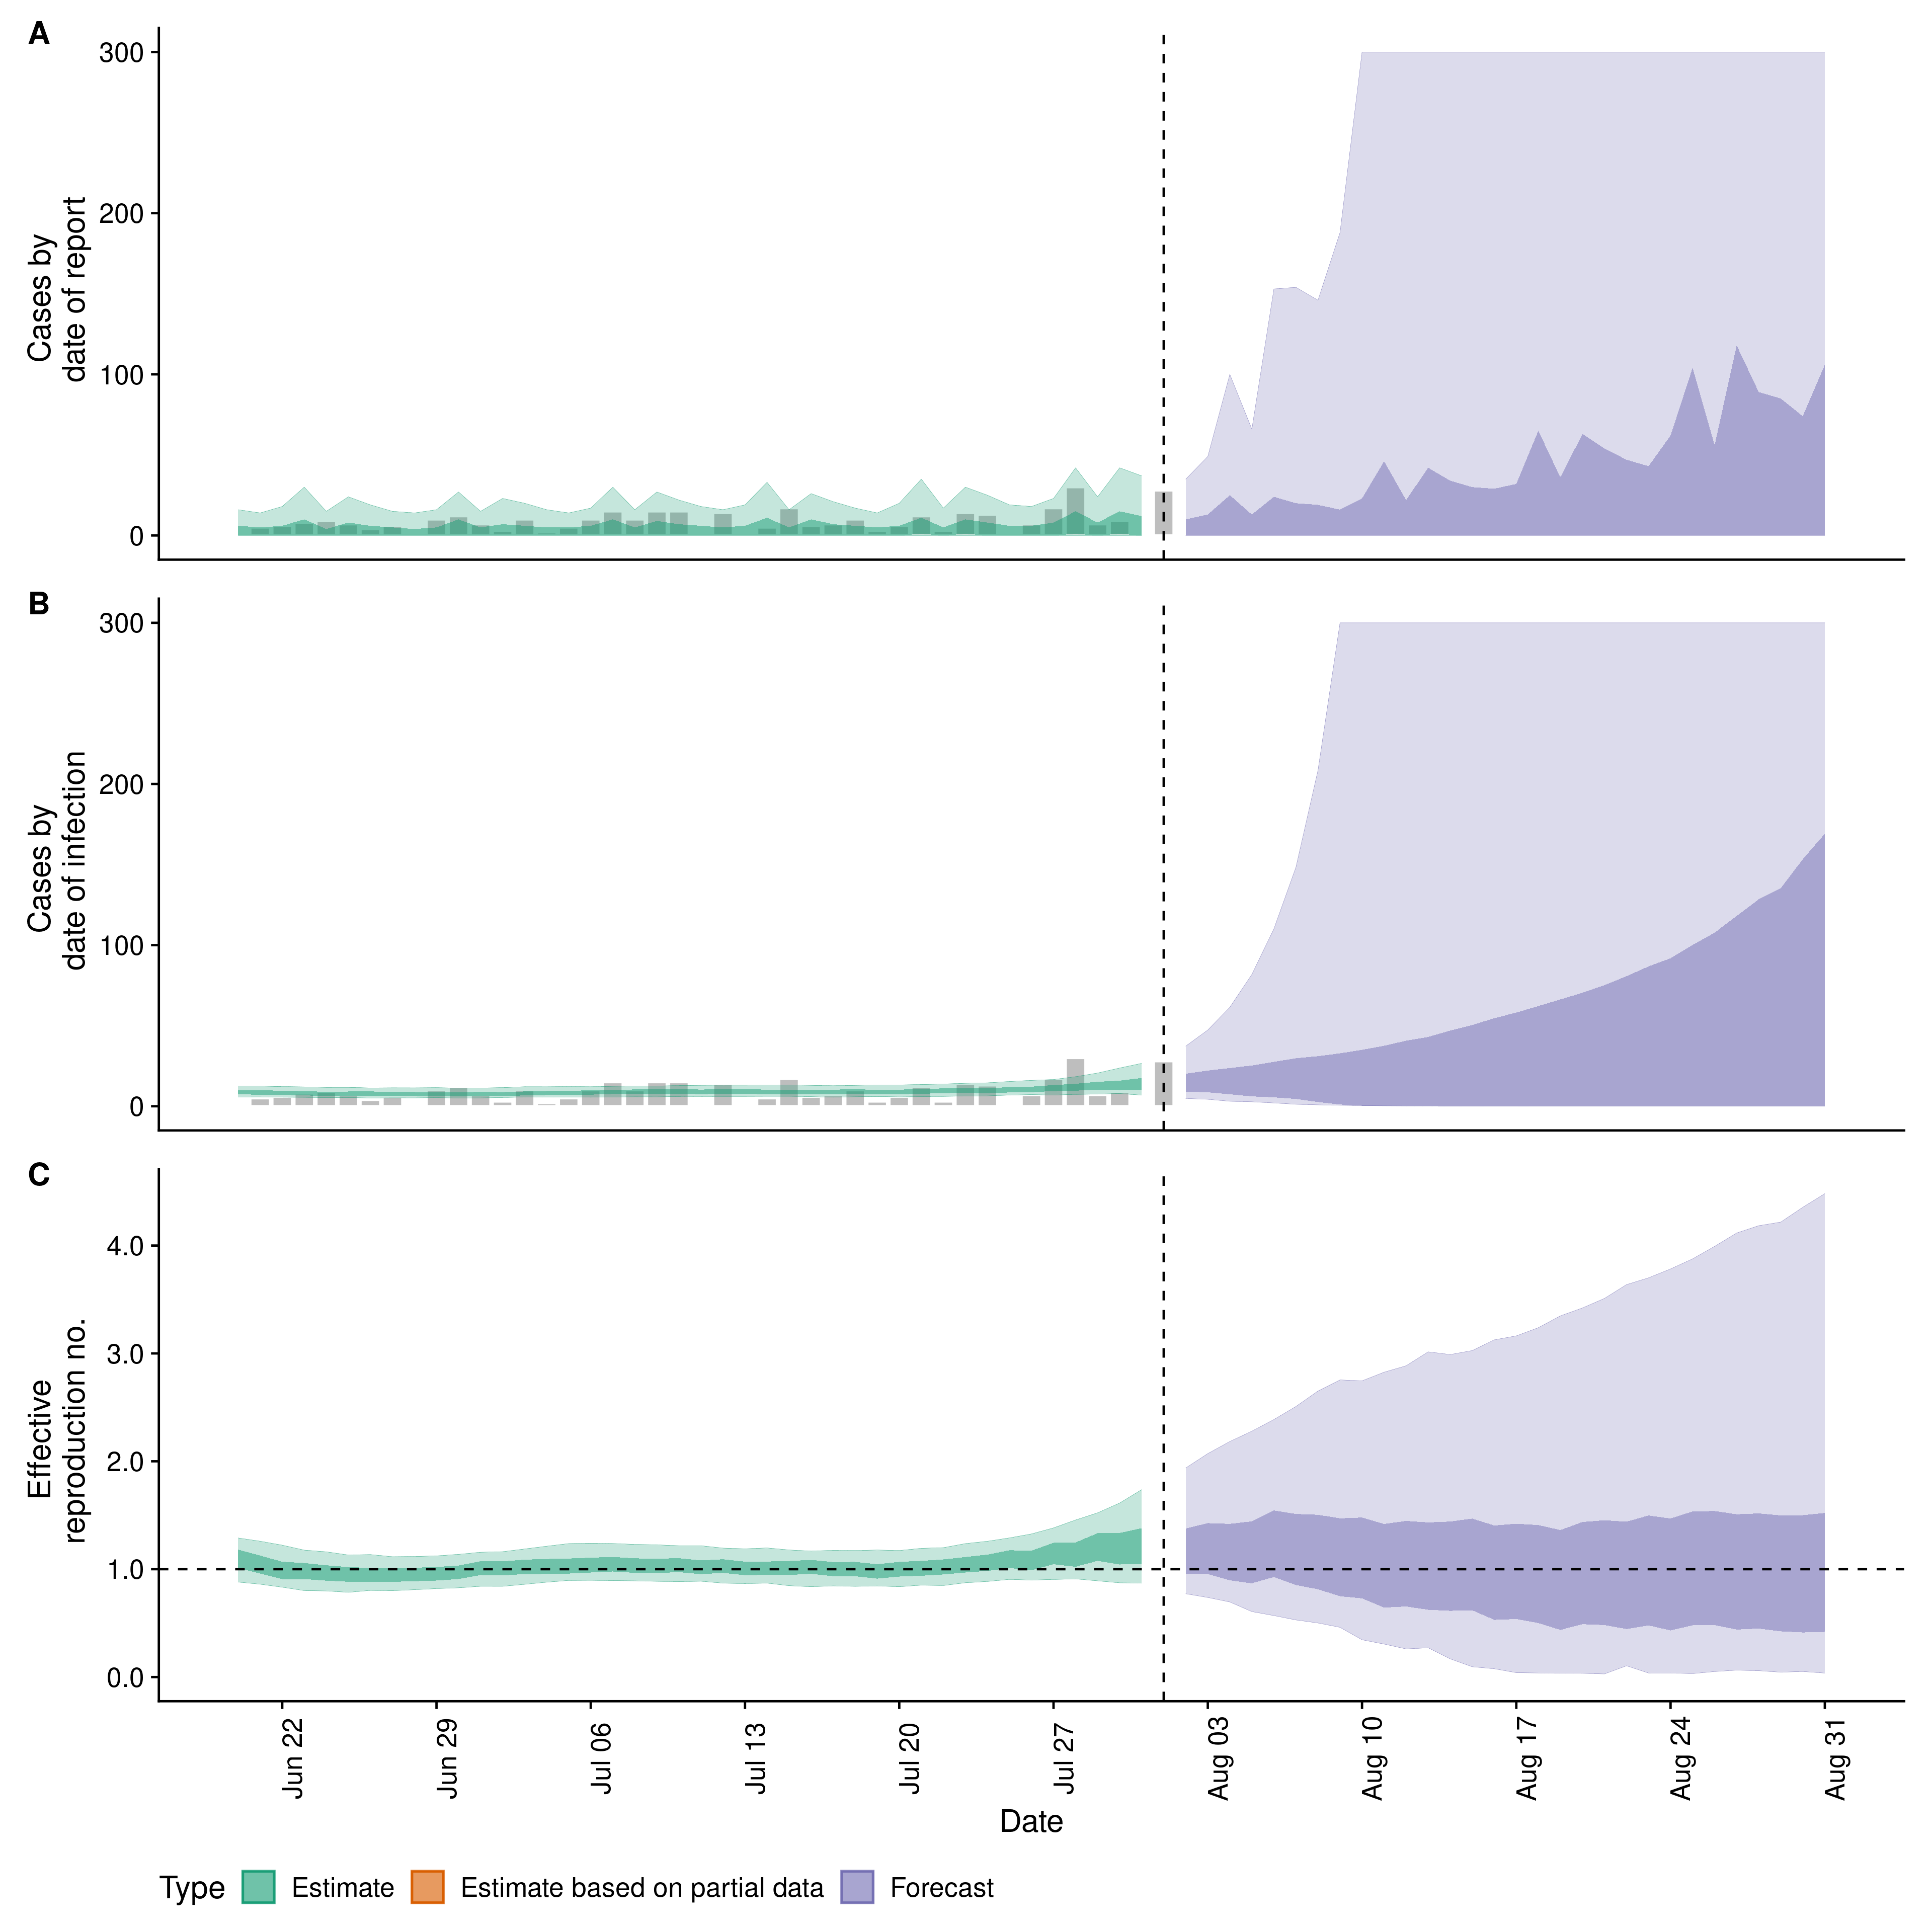 A
300
200
100
0
Cases by
date of report
B
300
200
100
0
Cases by
date of infection
C
4.0
3.0
2.0
1.0
0.0
Effective
reproduction no.
Jun 22
Jun 29
Jul 06
Jul 13
Jul 20
Jul 27
Aug 03
Aug 10
Aug 17
Aug 24
Aug 31
Date
Type Estimate Estimate based on partial data Forecast